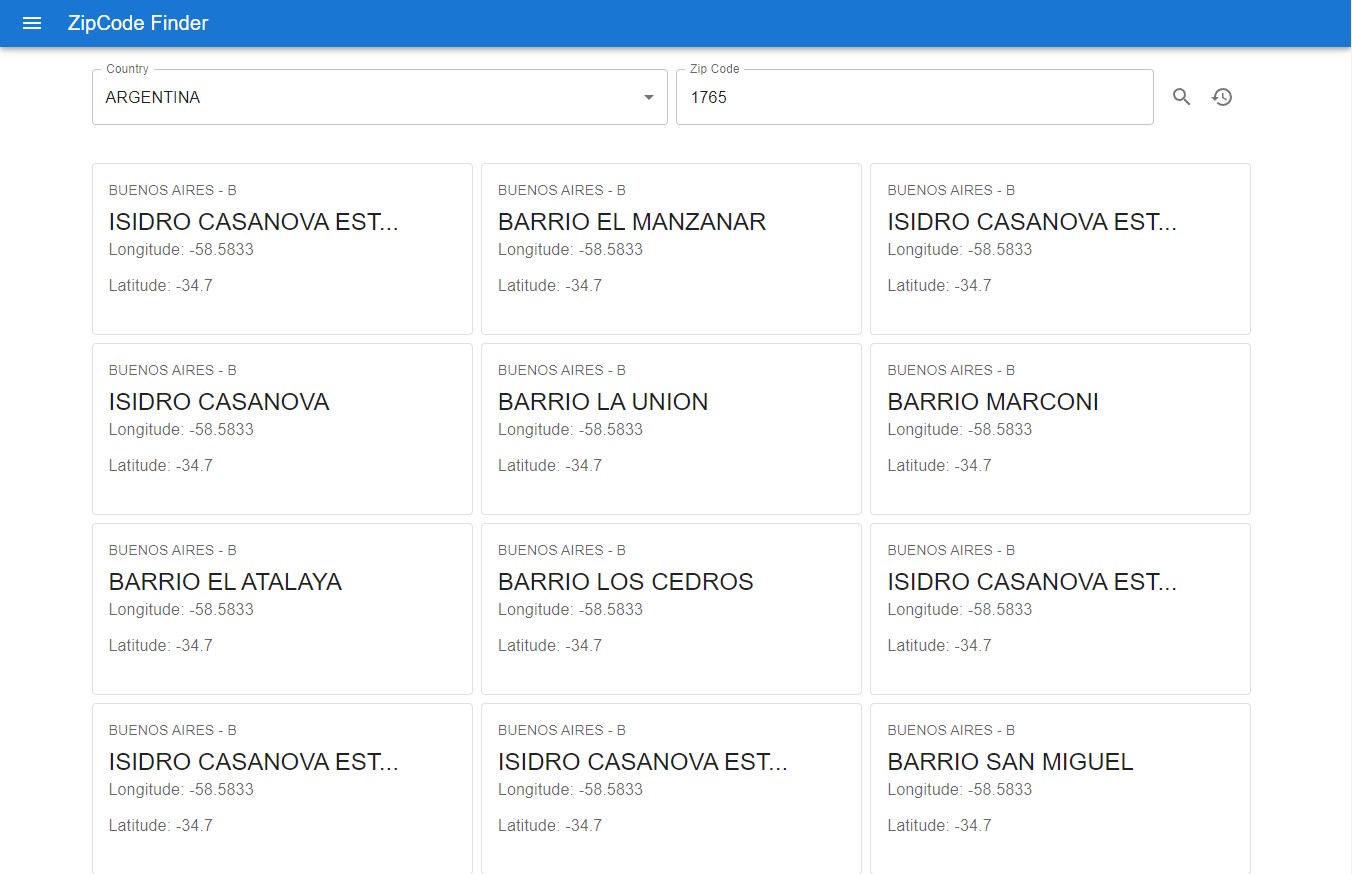 ZipCode Finder
Country
Zip Code
ARGENTINA
1765
BUENOS AIRES - B
ISIDRO CASANOVA EST...
Longitude: -58.5833
Latitude: -34.7
BUENOS AIRES - B
BARRIO EL MANZANAR
Longitude: -58.5833
Latitude: -34.7
BUENOS AIRES - B
ISIDRO CASANOVA EST...
Longitude: -58.5833
Latitude: -34.7
BUENOS AIRES - B
ISIDRO CASANOVA
Longitude: -58.5833
Latitude: -34.7
BUENOS AIRES - B
BARRIO LA UNION
Longitude: -58.5833
Latitude: -34.7
BUENOS AIRES - B
BARRIO MARCONI
Longitude: -58.5833
Latitude: -34.7
BUENOS AIRES - B
BARRIO EL ATALAYA
Longitude: -58.5833
Latitude: -34.7
BUENOS AIRES - B
BARRIO LOS CEDROS
Longitude: -58.5833
Latitude: -34.7
BUENOS AIRES - B
ISIDRO CASANOVA EST...
Longitude: -58.5833
Latitude: -34.7
BUENOS AIRES - B
ISIDRO CASANOVA EST...
Longitude: -58.5833
Latitude: -34.7
BUENOS AIRES - B
ISIDRO CASANOVA EST...
Longitude: -58.5833
Latitude: -34.7
BUENOS AIRES - B
BARRIO SAN MIGUEL
Longitude: -58.5833
Latitude: -34.7